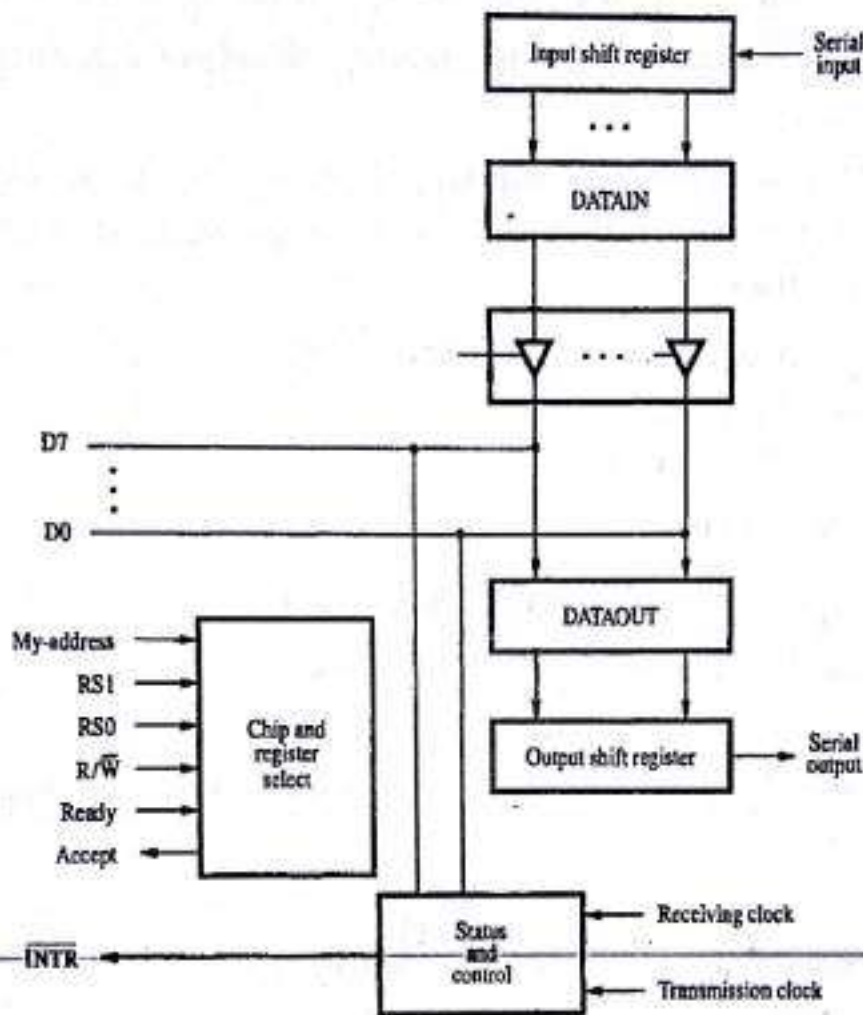 Input shift register
Serial
input
DATAIN
D7
D0
DATAOUT
My-address
RS1
RS0
R/W̅
Ready
Accept
Chip and
register
select
Output shift register
Serial
output
I̅N̅T̅R̅
Status
and
control
Receiving clock
Transmission clock